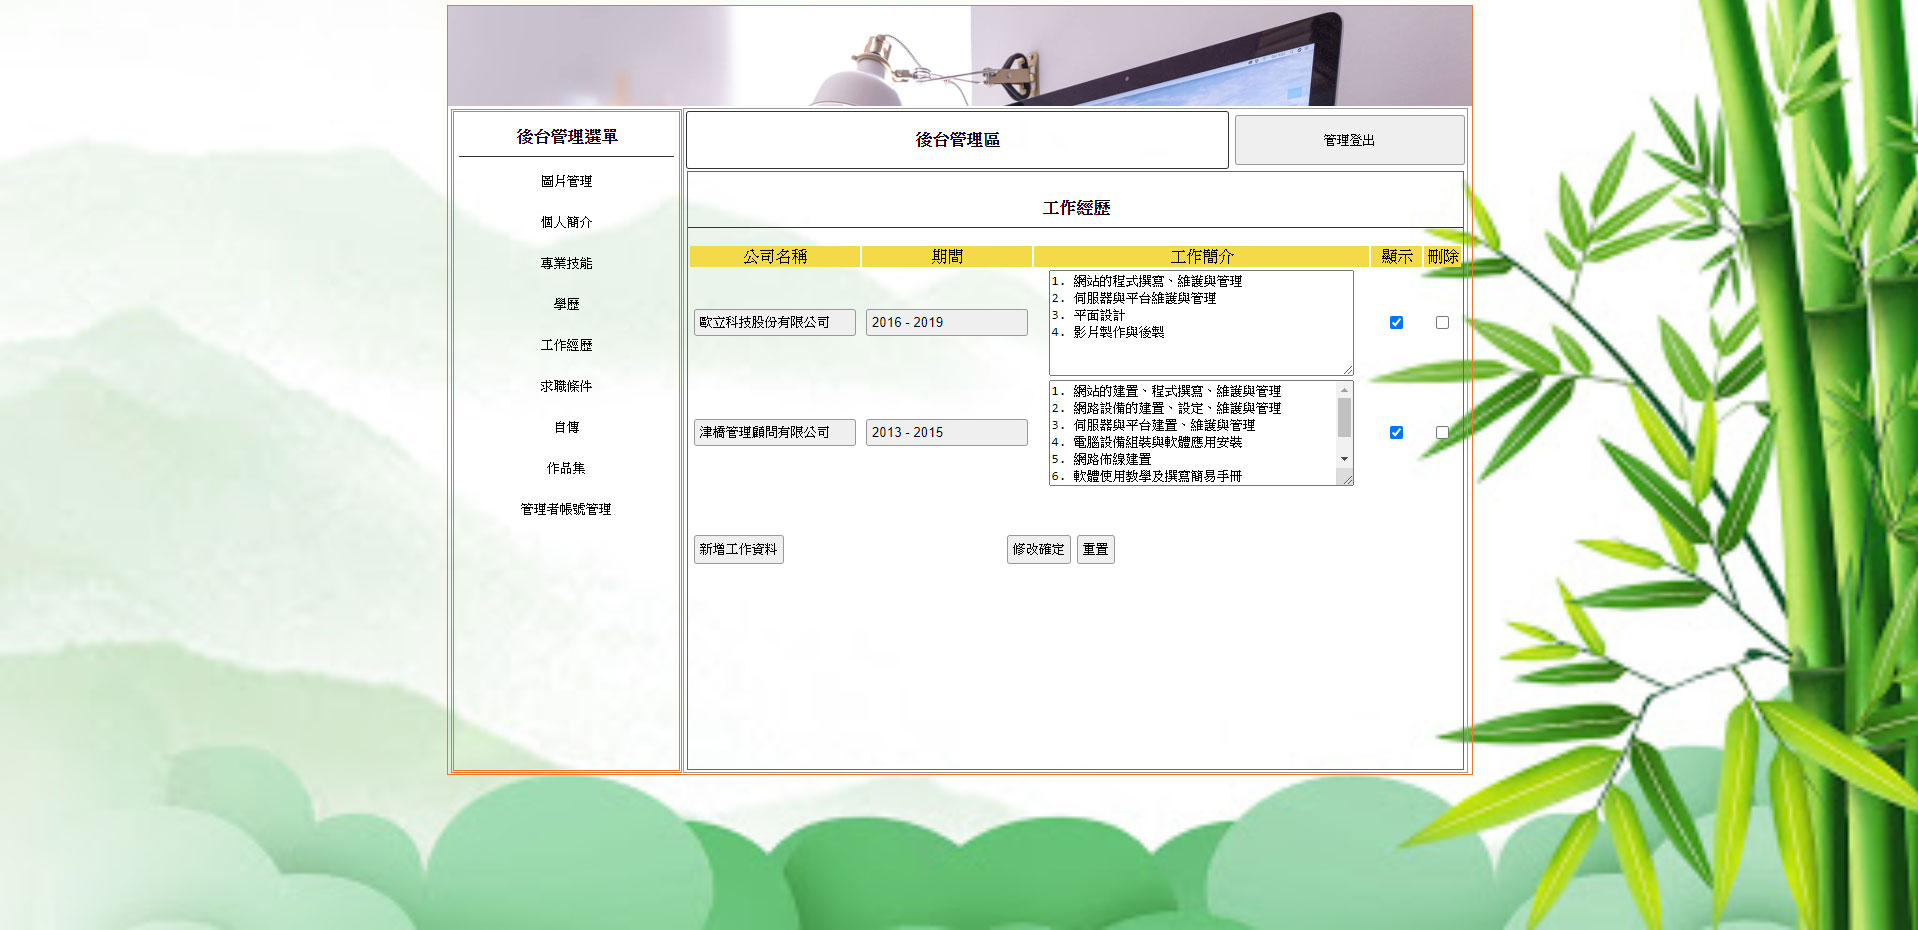 後台管理選單
圖片管理
個人簡介
專業技能
學歷
工作經歷
求職條件
自傳
作品集
管理者帳號管理
後台管理區
管理登出
工作經歷
公司名稱 期間 工作簡介 顯示 刪除
歐立科技股份有限公司 2016 - 2019
1. 網站的程式撰寫、維護與管理
2. 伺服器與平台維護與管理
3. 平面設計
4. 影片製作與後製
津橋管理顧問有限公司 2013 - 2015
1. 網站的建置、程式撰寫、維護與管理
2. 網路設備的建置、設定、維護與管理
3. 伺服器與平台建置、維護與管理
4. 電腦設備組裝與軟體應用安裝
5. 網路佈線建置
6. 軟體使用教學及撰寫簡易手冊
新增工作資料 修改確定 重置